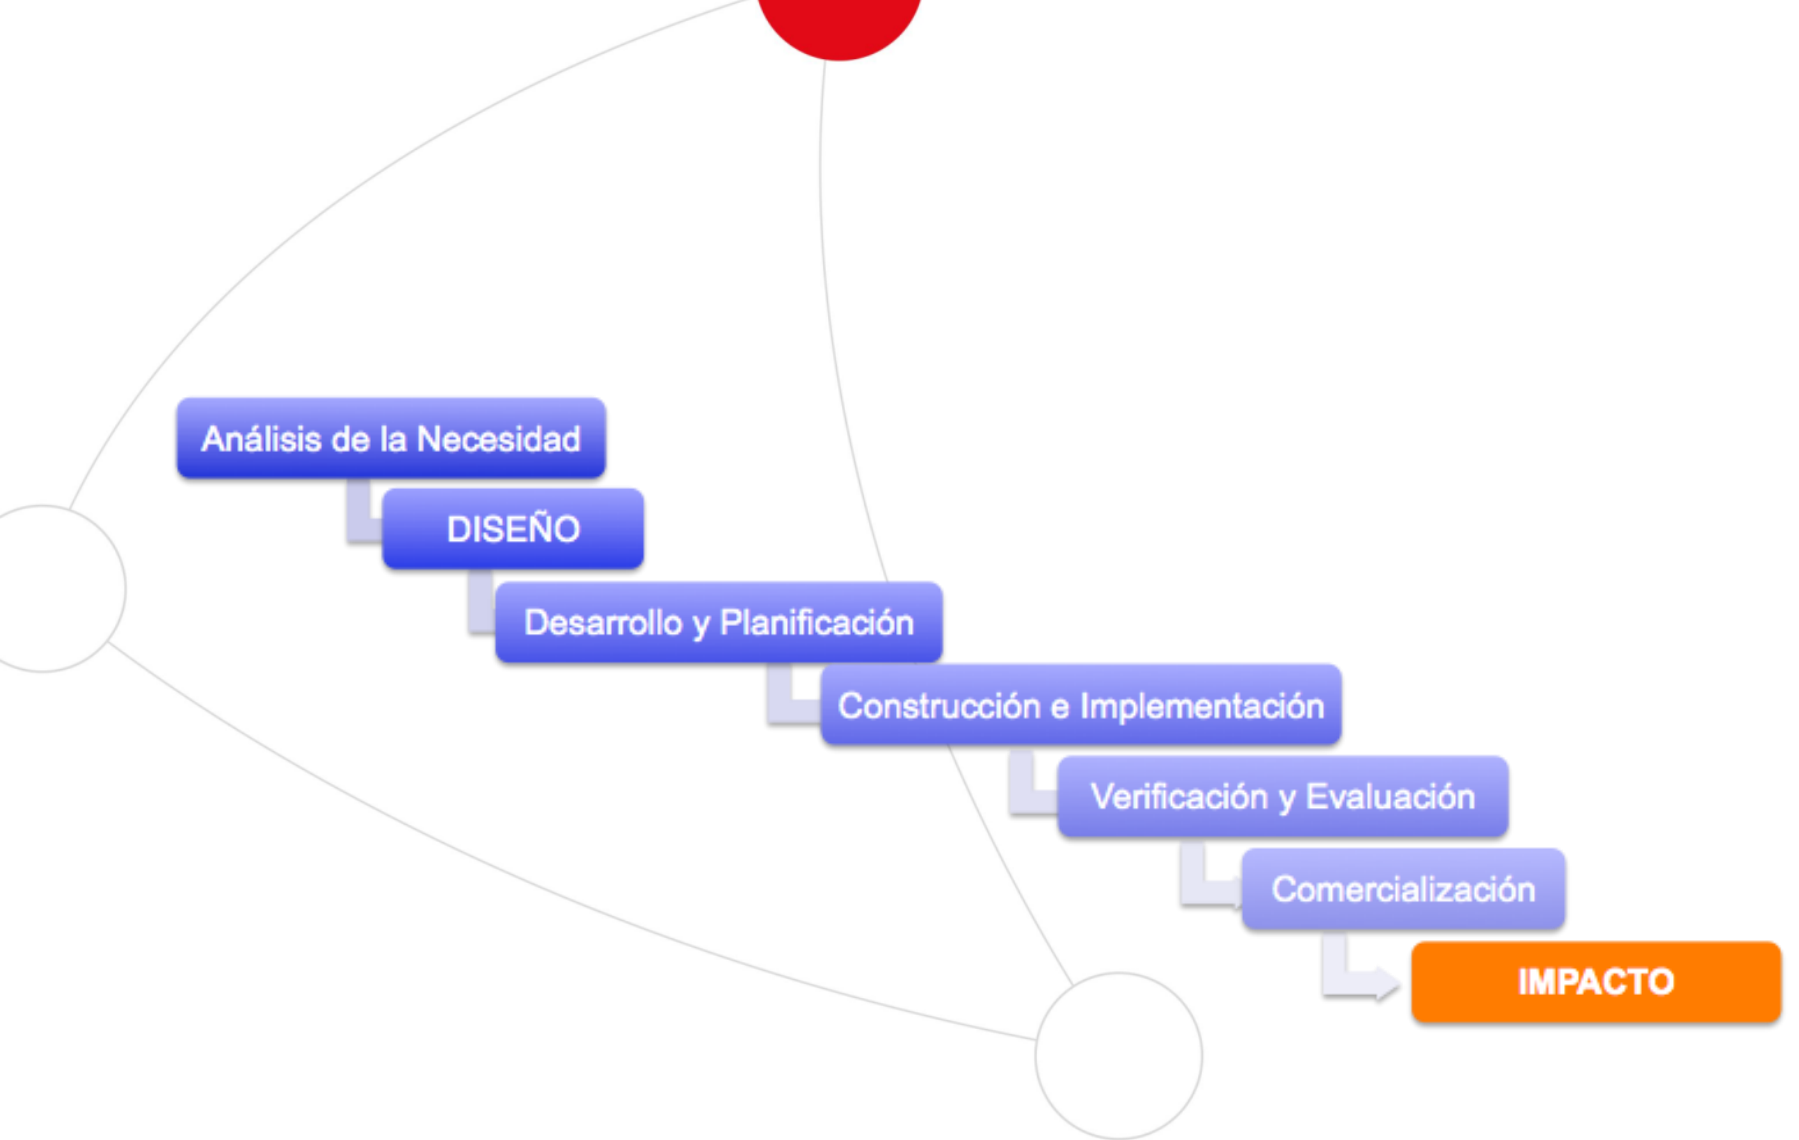 Análisis de la Necesidad
DISEÑO
Desarrollo y Planificación
Construcción e Implementación
Verificación y Evaluación
Comercialización
IMPACTO